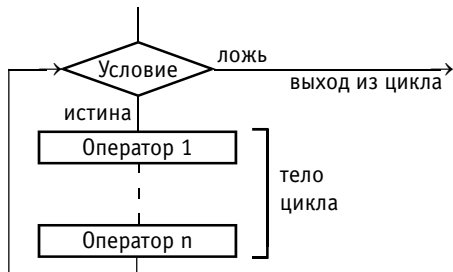 ложь
Условие
выход из цикла
истина
Оператор 1
тело
цикла
Оператор n